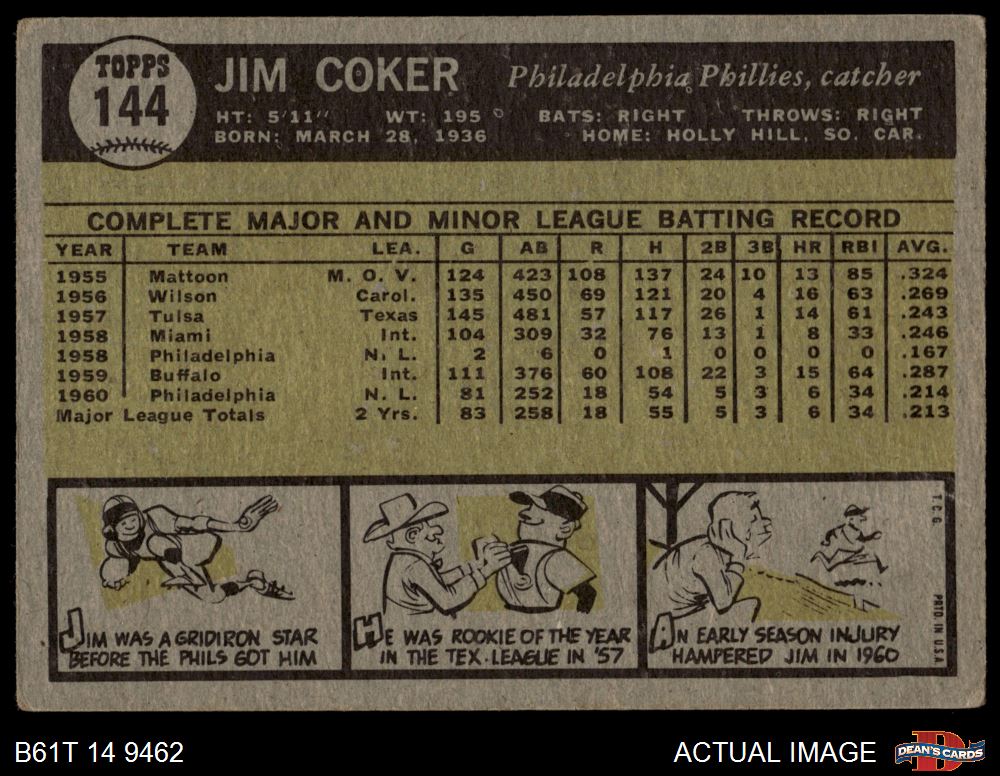 TOPPS
144
JIM COKER Philadelphia Phillies, catcher
HT: 5'11" WT: 195 BATS: RIGHT THROWS: RIGHT
BORN: MARCH 28, 1936 HOME: HOLLY HILL, SO. CAR.
COMPLETE MAJOR AND MINOR LEAGUE BATTING RECORD
YEAR TEAM LEA. G AB R H 2B 3B HR RBI AVG.
1955 Mattoon M. O. V. 124 423 108 137 24 10 13 85 .324
1956 Wilson Carol. 135 450 69 121 20 4 16 63 .269
1957 Tulsa Texas 145 481 57 117 26 1 14 61 .243
1958 Miami Int. 104 309 32 76 13 1 8 33 .246
1958 Philadelphia N. L. 2 6 0 1 0 0 0 0 .167
1959 Buffalo Int. 111 376 60 108 22 3 15 64 .287
1960 Philadelphia N. L. 81 252 18 54 5 3 6 34 .214
Major League Totals 2 Yrs. 83 258 18 55 5 3 6 34 .213
JIM WAS A GRIDIRON STAR
BEFORE THE PHILS GOT HIM
HE WAS ROOKIE OF THE YEAR
IN THE TEX. LEAGUE IN '57
AN EARLY SEASON INJURY
HAMPERED JIM IN 1960
T.C.G.
PRTD. IN U.S.A.
B61T 14 9462
ACTUAL IMAGE
D
DEAN'S CARDS